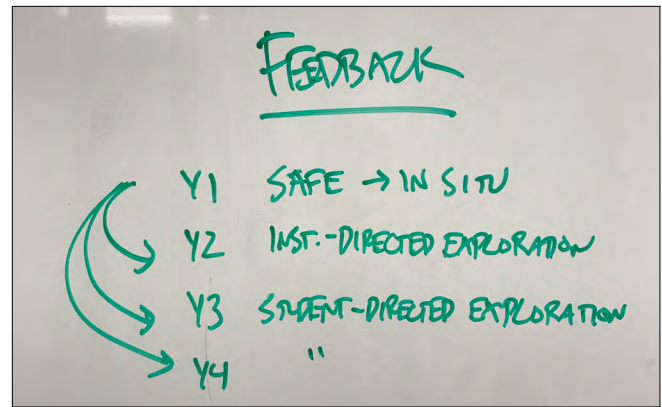 FEEDBACK
Y1 SAFE → IN SITU
Y2 INST.-DIRECTED EXPLORATION
Y3 STUDENT-DIRECTED EXPLORATION
Y4 "